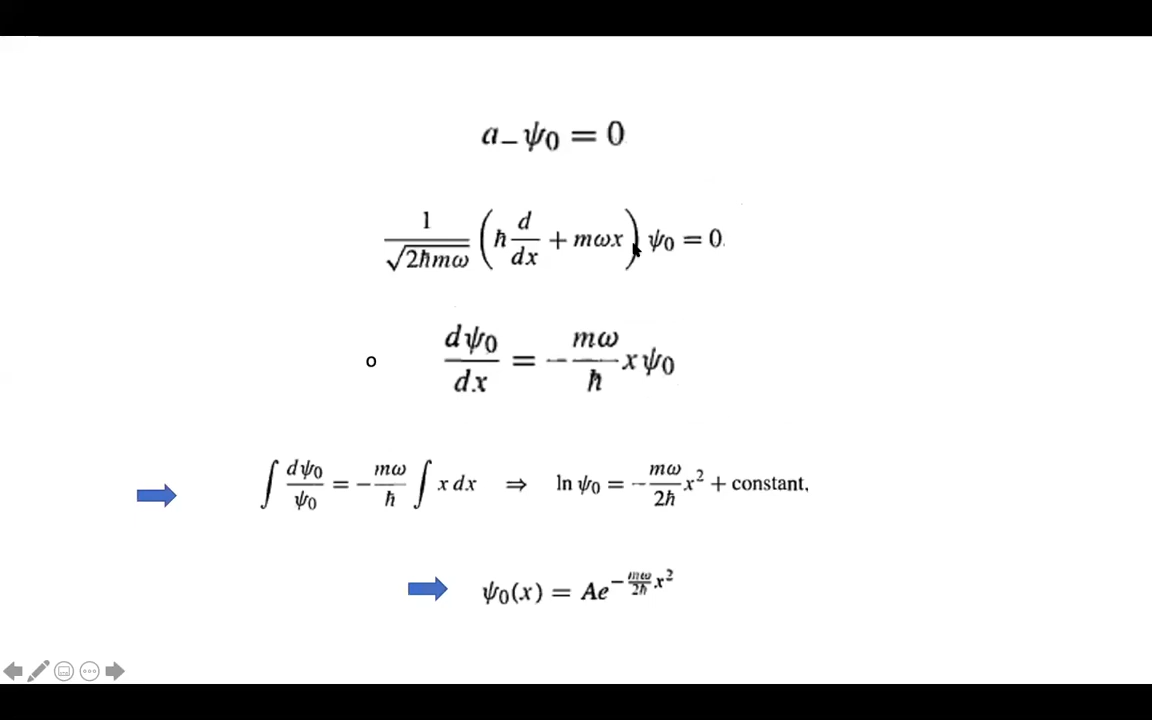 a₋ψ₀ = 0
1/√(2ħmω) (ħ d/dx + mωx) ψ₀ = 0.
o dψ₀/dx = −(mω/ħ) xψ₀
∫ dψ₀/ψ₀ = −(mω/ħ) ∫ x dx ⇒ ln ψ₀ = −(mω/2ħ) x² + constant,
ψ₀(x) = Ae^(−(mω/2ħ) x²)